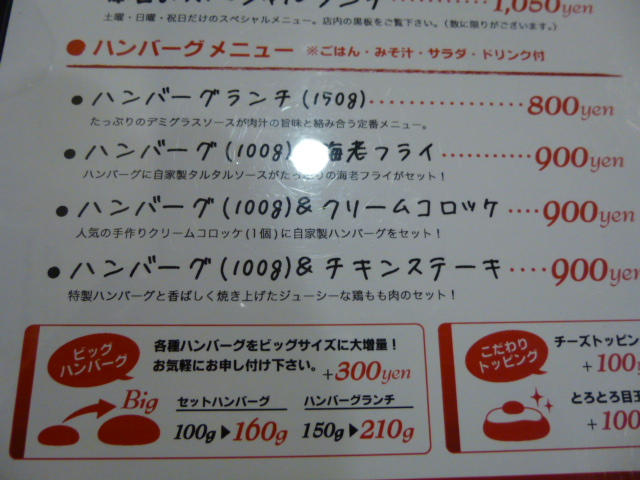 1,050yen
土曜・日曜・祝日だけのスペシャルメニュー。店内の黒板をご覧下さい。(数に限りがございます。)
●ハンバーグメニュー ※ごはん・みそ汁・サラダ・ドリンク付
●ハンバーグランチ(150g)………………800yen
たっぷりのデミグラスソースが肉汁の旨味と絡み合う定番メニュー。
●ハンバーグ(100g) 海老フライ…………900yen
ハンバーグに自家製タルタルソースがたっぷりの海老フライがセット!
●ハンバーグ(100g)&クリームコロッケ····900yen
人気の手作りクリームコロッケ(1個)に自家製ハンバーグをセット!
●ハンバーグ(100g)&チキンステーキ····900yen
特製ハンバーグと香ばしく焼き上げたジューシーな鶏もも肉のセット!
ビッグ
ハンバーグ
各種ハンバーグをビッグサイズに大増量!
お気軽にお申し付け下さい。
+300yen
Big
セットハンバーグ
100g▶160g
ハンバーグランチ
150g▶210g
こだわり
トッピング
チーズトッピン
+100y
とろとろ目玉
+100